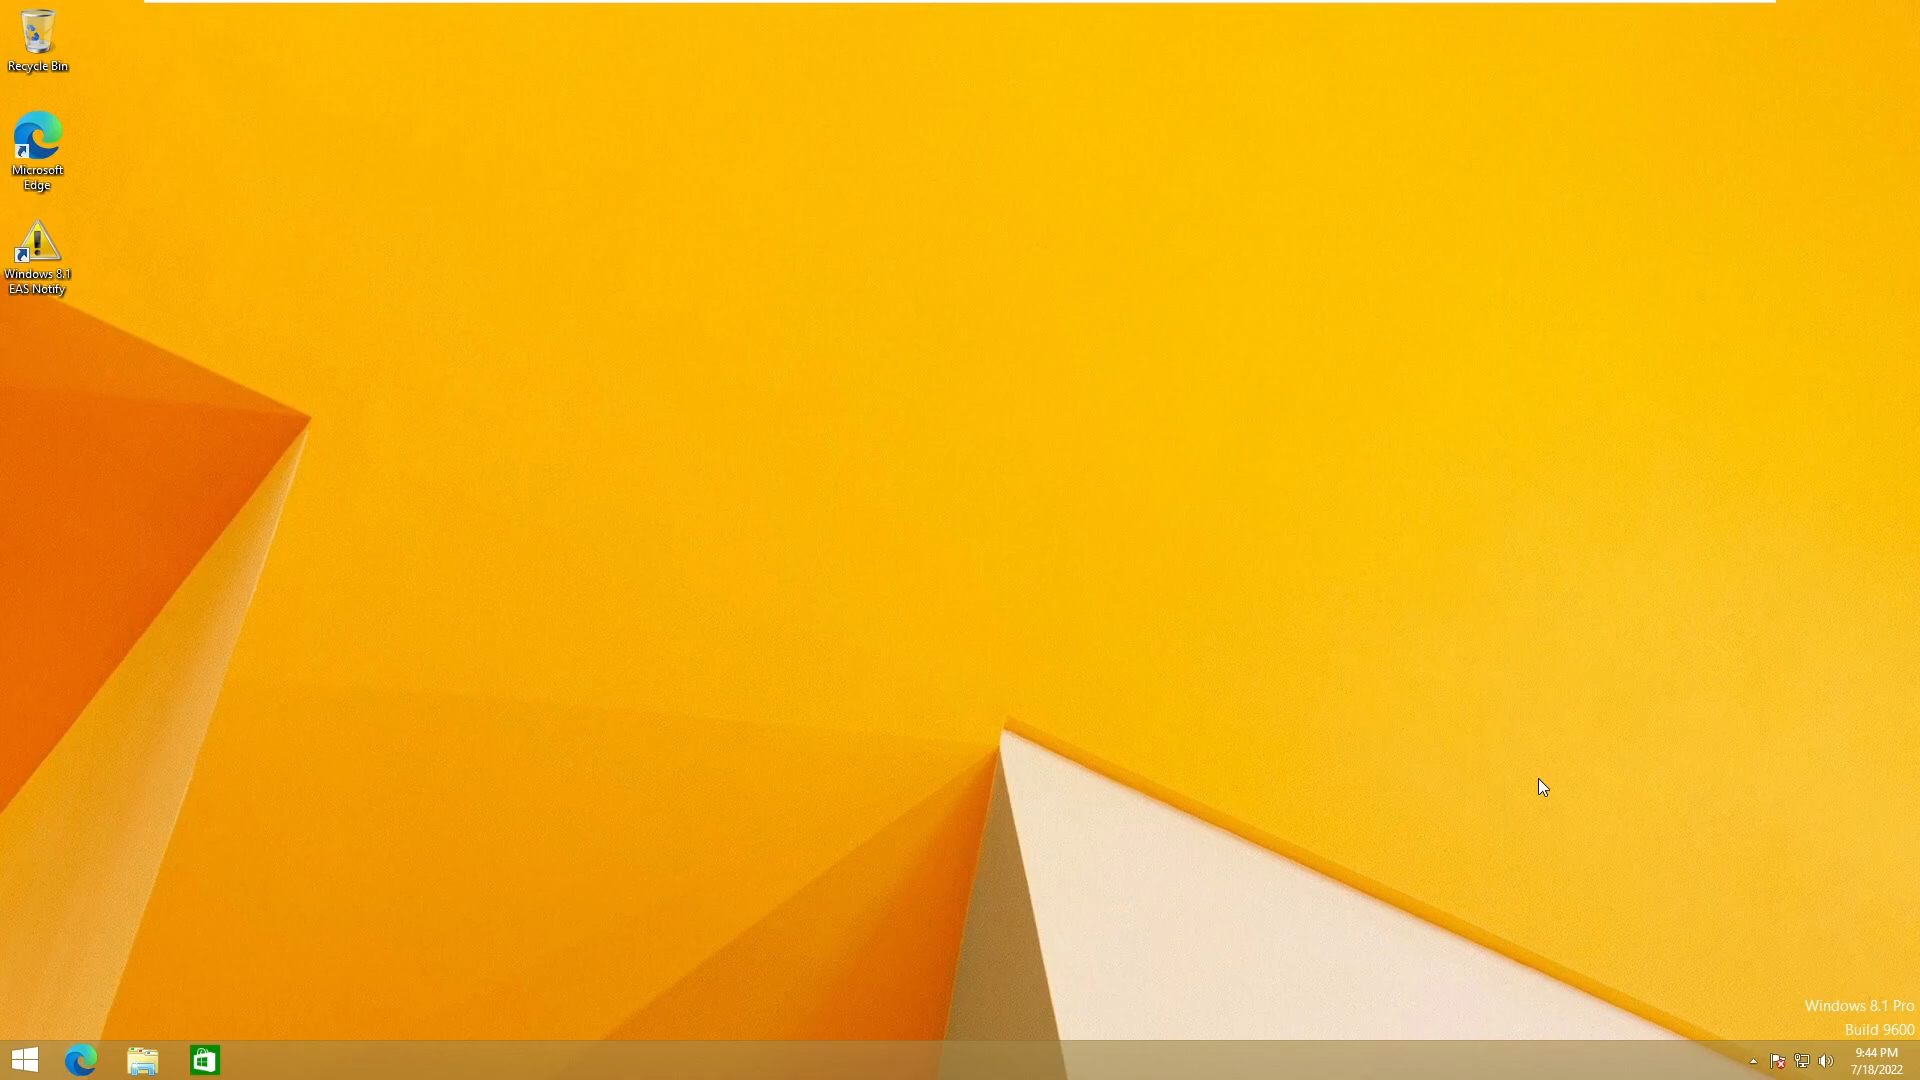 Recycle Bin
Microsoft
Edge
Windows 8.1
EAS Notify
Windows 8.1 Pro
Build 9600
9:44 PM
7/18/2022